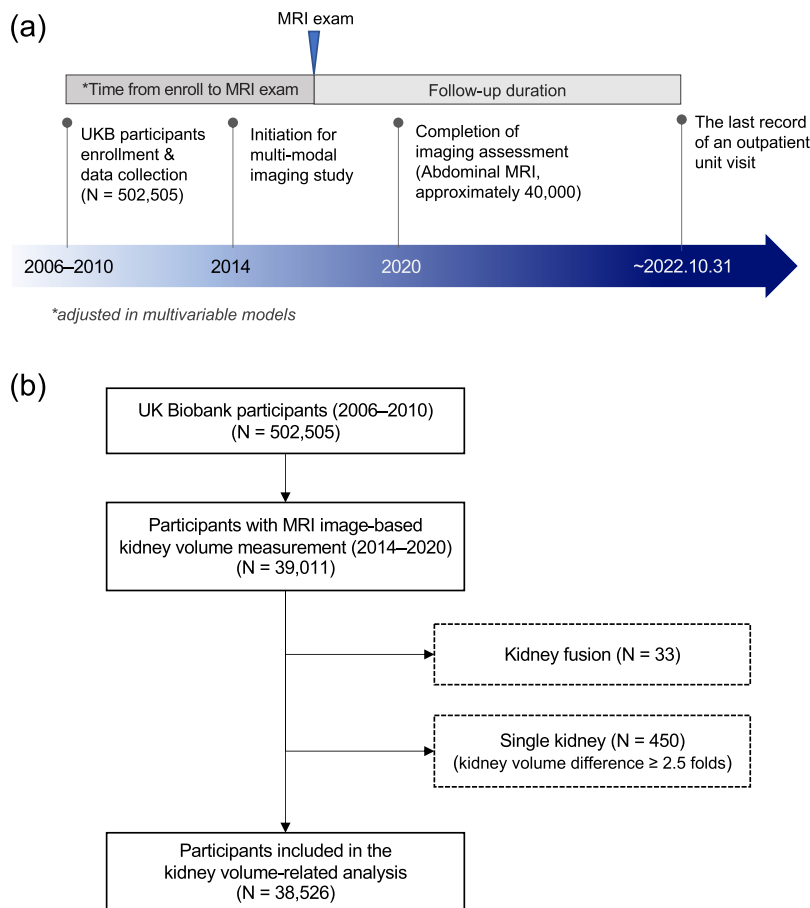 (a)
MRI exam
*Time from enroll to MRI exam
Follow-up duration
UKB participants
enrollment &
data collection
(N = 502,505)
Initiation for
multi-modal
imaging study
Completion of
imaging assessment
(Abdominal MRI,
approximately 40,000)
The last record
of an outpatient
unit visit
2006–2010
2014
2020
~2022.10.31
*adjusted in multivariable models
(b)
UK Biobank participants (2006–2010)
(N = 502,505)
Participants with MRI image-based
kidney volume measurement (2014–2020)
(N = 39,011)
Kidney fusion (N = 33)
Single kidney (N = 450)
(kidney volume difference ≥ 2.5 folds)
Participants included in the
kidney volume-related analysis
(N = 38,526)